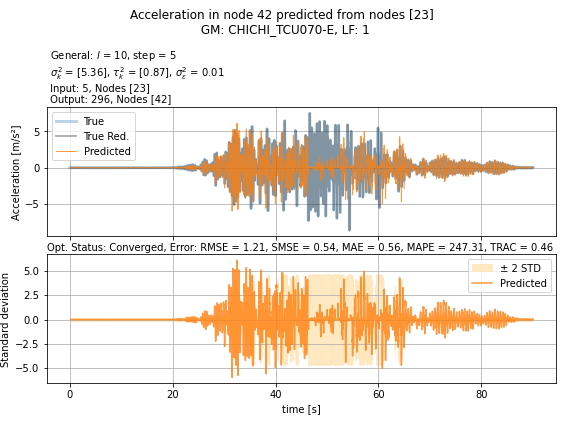 Acceleration in node 42 predicted from nodes [23]
GM: CHICHI_TCU070-E, LF: 1
General: l = 10, step = 5
σ²ₖ = [5.36], τ²ₖ = [0.87], σ²_ε = 0.01
Input: 5, Nodes [23]
Output: 296, Nodes [42]
Acceleration [m/s²]
5
0
−5
True
True Red.
Predicted
Opt. Status: Converged, Error: RMSE = 1.21, SMSE = 0.54, MAE = 0.56, MAPE = 247.31, TRAC = 0.46
Standard deviation
5.0
2.5
0.0
−2.5
−5.0
± 2 STD
Predicted
0 20 40 60 80
time [s]